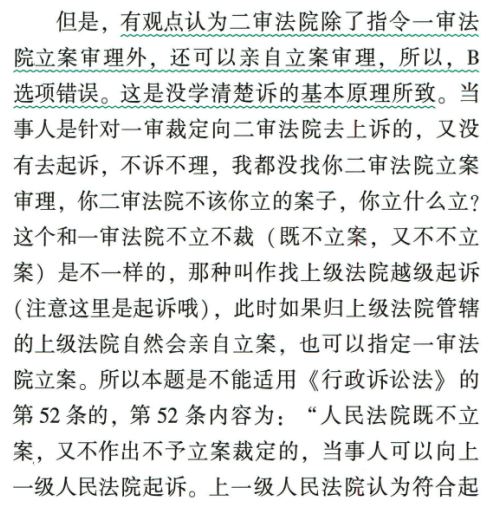 但是，有观点认为二审法院除了指令一审法
院立案审理外，还可以亲自立案审理，所以，B
选项错误。这是没学清楚诉的基本原理所致。当
事人是针对一审裁定向二审法院去上诉的，又没
有去起诉，不诉不理，我都没找你二审法院立案
审理，你二审法院不该你立的案子，你立什么立？
这个和一审法院不立不裁（既不立案，又不不立
案）是不一样的，那种叫作找上级法院越级起诉
（注意这里是起诉哦），此时如果归上级法院管辖
的上级法院自然会亲自立案，也可以指定一审法
院立案。所以本题是不能适用《行政诉讼法》的
第 52 条的，第 52 条内容为：“人民法院既不立
案，又不作出不予立案裁定的，当事人可以向上
一级人民法院起诉。上一级人民法院认为符合起